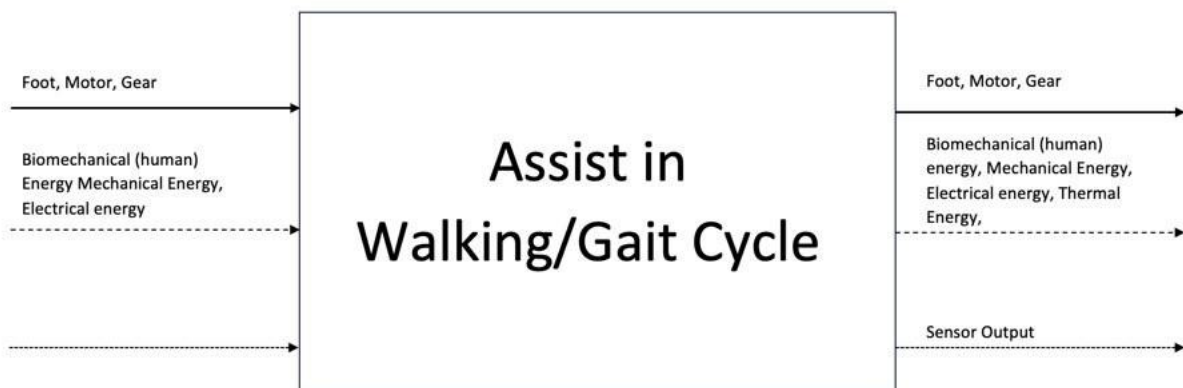 Foot, Motor, Gear
Biomechanical (human)
Energy Mechanical Energy,
Electrical energy
Assist in
Walking/Gait Cycle
Foot, Motor, Gear
Biomechanical (human)
energy, Mechanical Energy,
Electrical energy, Thermal
Energy,
Sensor Output